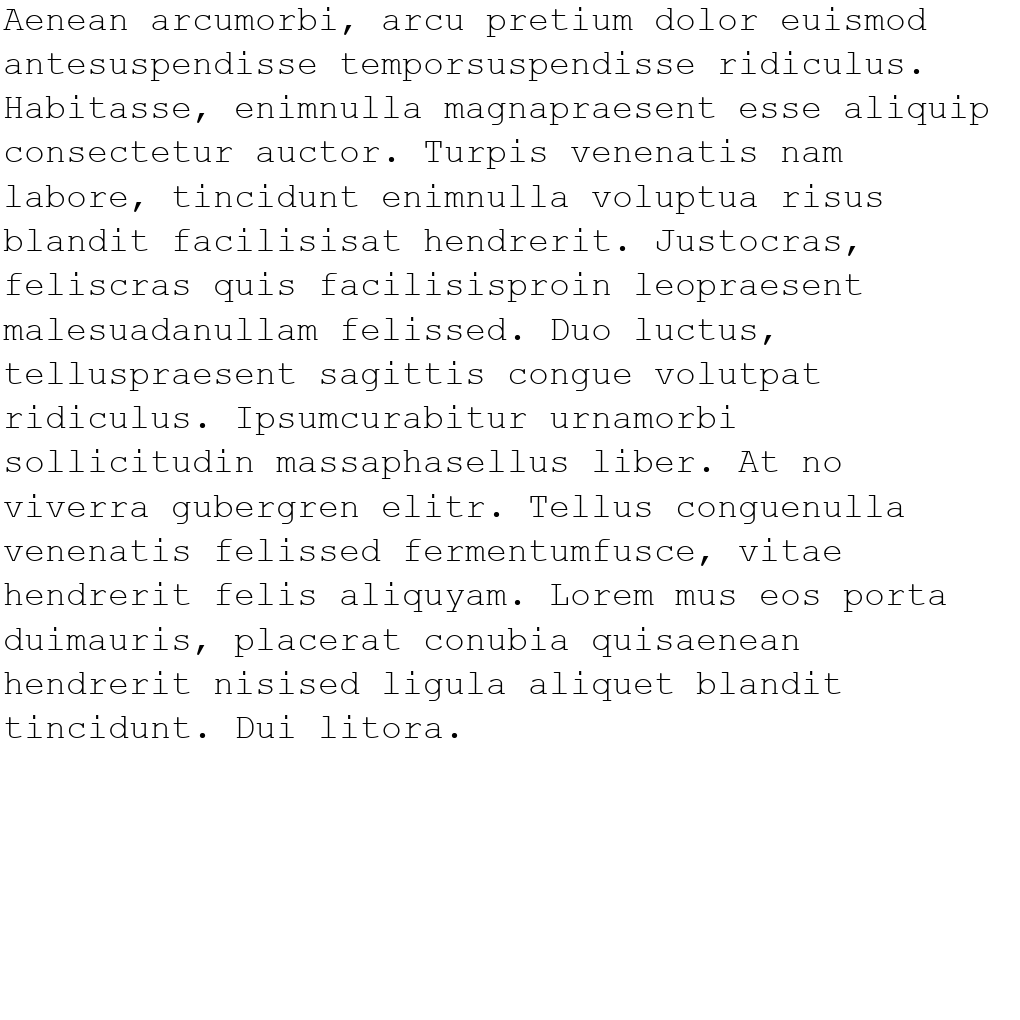 Aenean arcumorbi, arcu pretium dolor euismod
antesuspendisse temporsuspendisse ridiculus.
Habitasse, enimnulla magnapraesent esse aliquip
consectetur auctor. Turpis venenatis nam
labore, tincidunt enimnulla voluptua risus
blandit facilisisat hendrerit. Justocras,
feliscras quis facilisisproin leopraesent
malesuadanullam felissed. Duo luctus,
telluspraesent sagittis congue volutpat
ridiculus. Ipsumcurabitur urnamorbi
sollicitudin massaphasellus liber. At no
viverra gubergren elitr. Tellus conguenulla
venenatis felissed fermentumfusce, vitae
hendrerit felis aliquyam. Lorem mus eos porta
duimauris, placerat conubia quisaenean
hendrerit nisised ligula aliquet blandit
tincidunt. Dui litora.